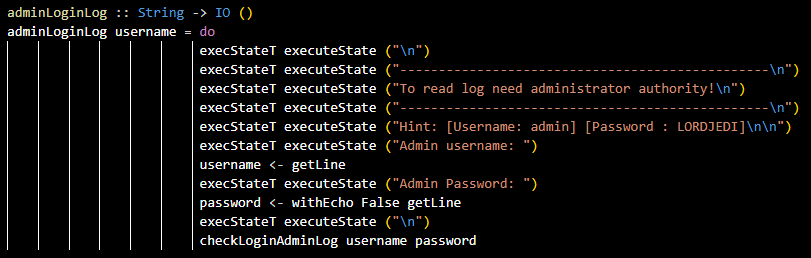 adminLoginLog :: String -> IO ()
adminLoginLog username = do
execStateT executeState ("\n")
execStateT executeState ("------------------------------------------------\n")
execStateT executeState ("To read log need administrator authority!\n")
execStateT executeState ("------------------------------------------------\n")
execStateT executeState ("Hint: [Username: admin] [Password : LORDJEDI]\n\n")
execStateT executeState ("Admin username: ")
username <- getLine
execStateT executeState ("Admin Password: ")
password <- withEcho False getLine
execStateT executeState ("\n")
checkLoginAdminLog username password